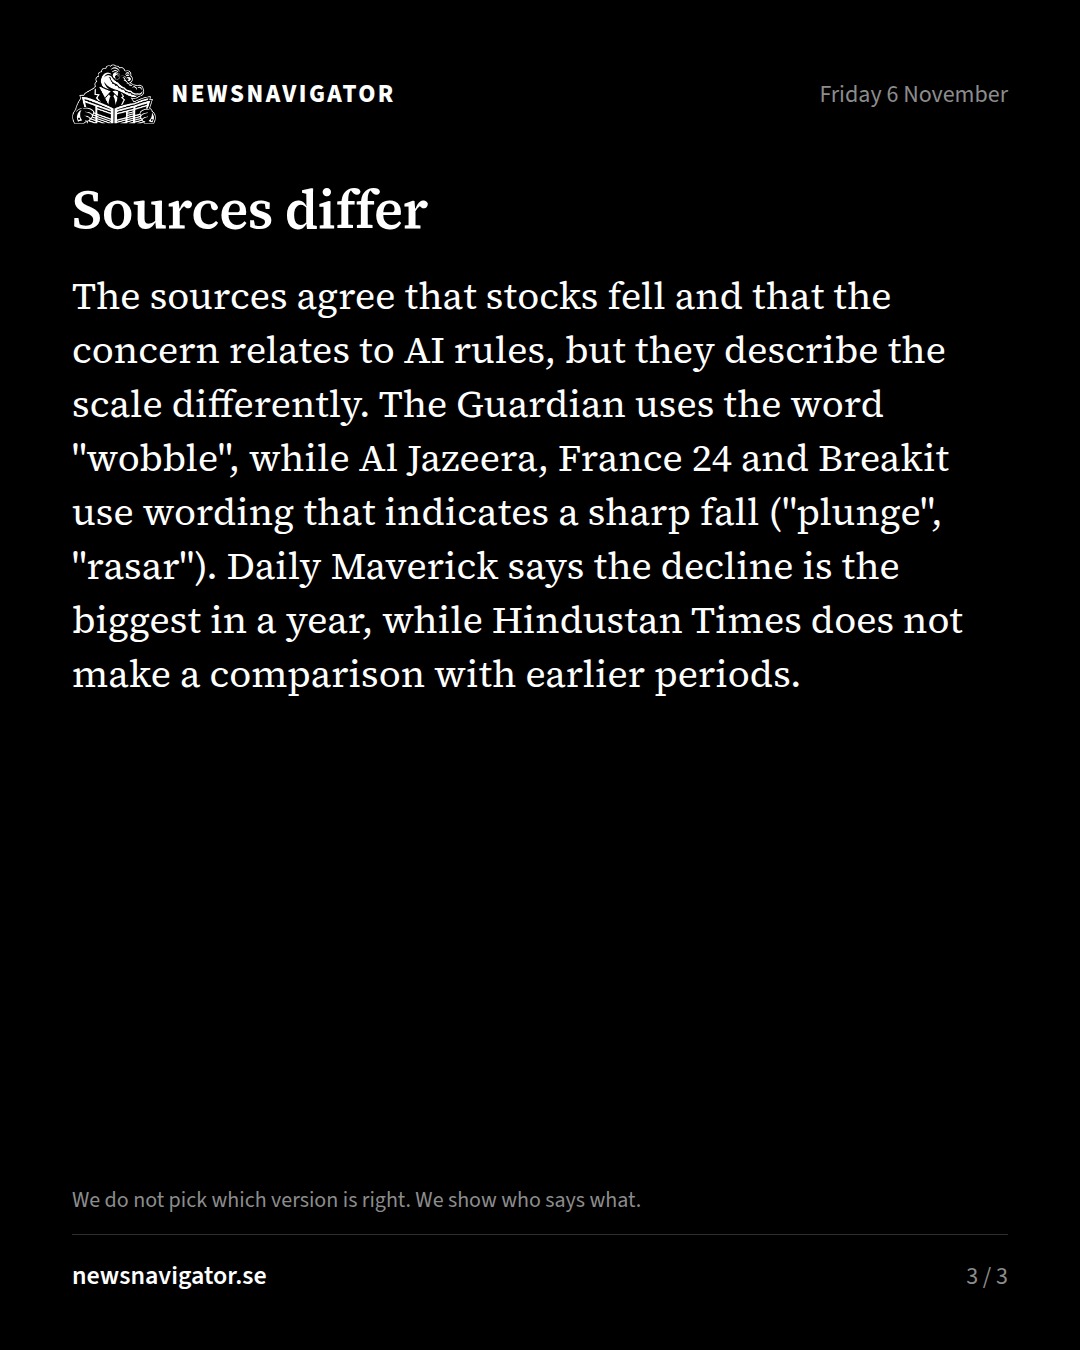 NEWSNAVIGATOR
Friday 6 November
Sources differ
The sources agree that stocks fell and that the
concern relates to AI rules, but they describe the
scale differently. The Guardian uses the word
"wobble", while Al Jazeera, France 24 and Breakit
use wording that indicates a sharp fall ("plunge",
"rasar"). Daily Maverick says the decline is the
biggest in a year, while Hindustan Times does not
make a comparison with earlier periods.
We do not pick which version is right. We show who says what.
newsnavigator.se
3 / 3